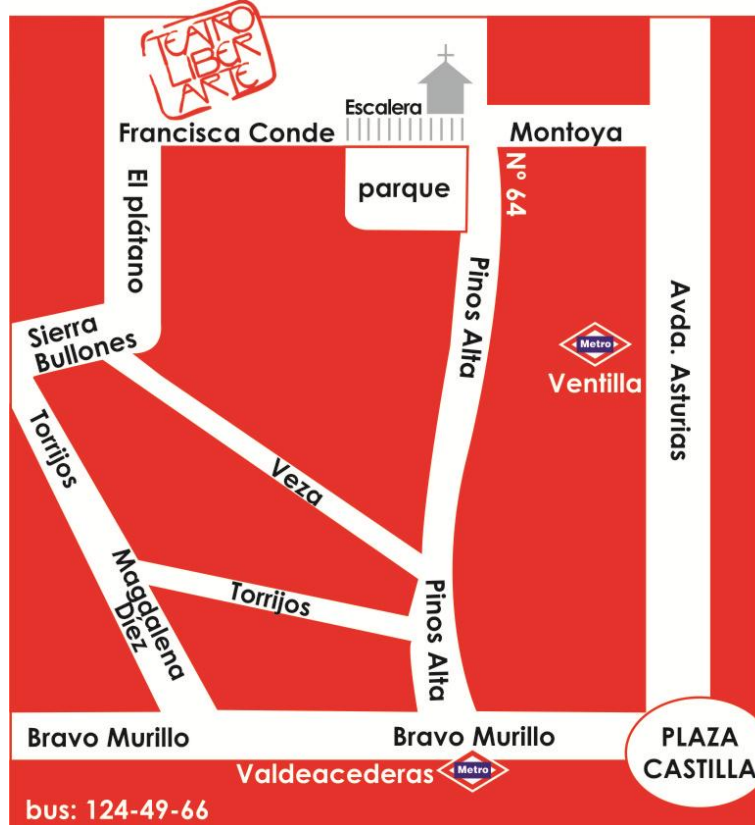 TEATRO
LIBER
ARTE
Escalera
Francisca Conde
Montoya
El plátano
parque
Nº 64
Pinos Alta
Avda. Asturias
Sierra
Bullones
Metro
Ventilla
Torrijos
Veza
Magdalena
Díez
Torrijos
Pinos Alta
Bravo Murillo
Bravo Murillo
PLAZA
CASTILLA
Valdeacederas
Metro
bus: 124-49-66